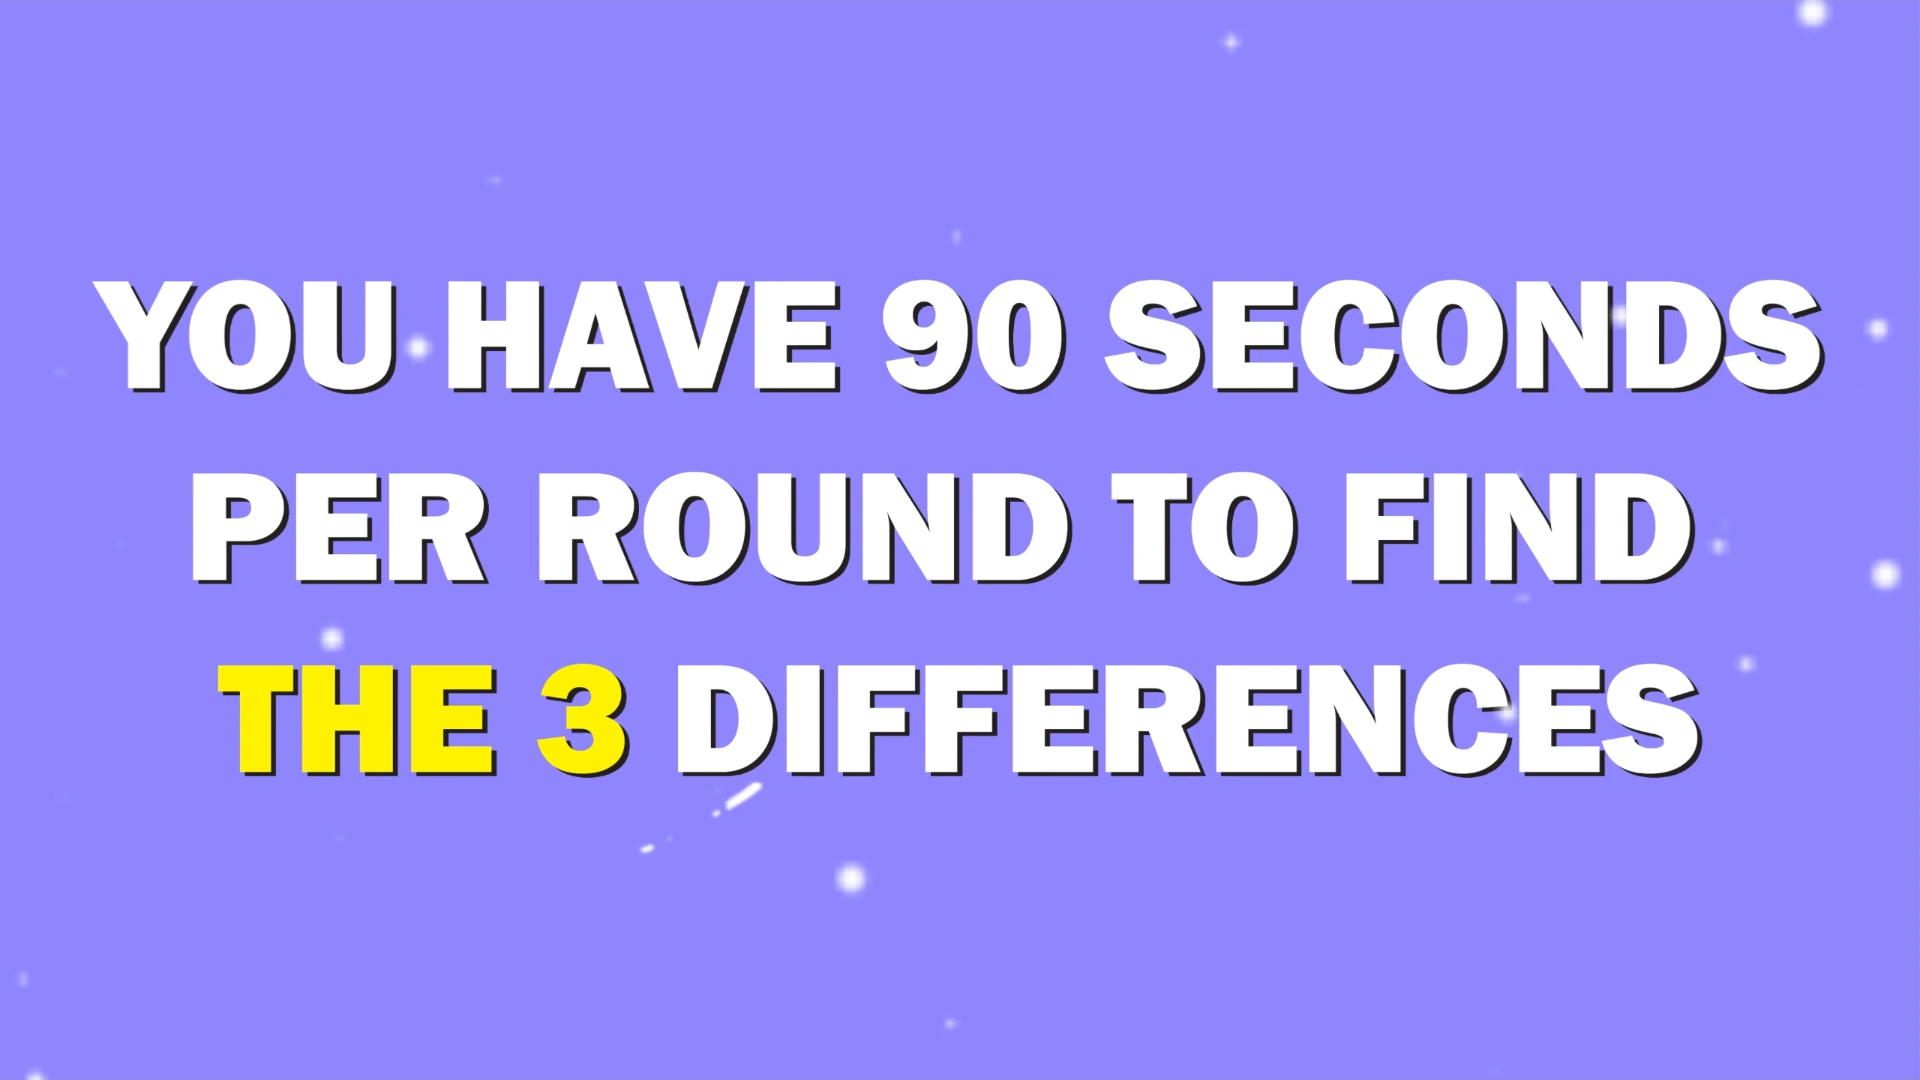 YOU HAVE 90 SECONDS
PER ROUND TO FIND
THE 3 DIFFERENCES